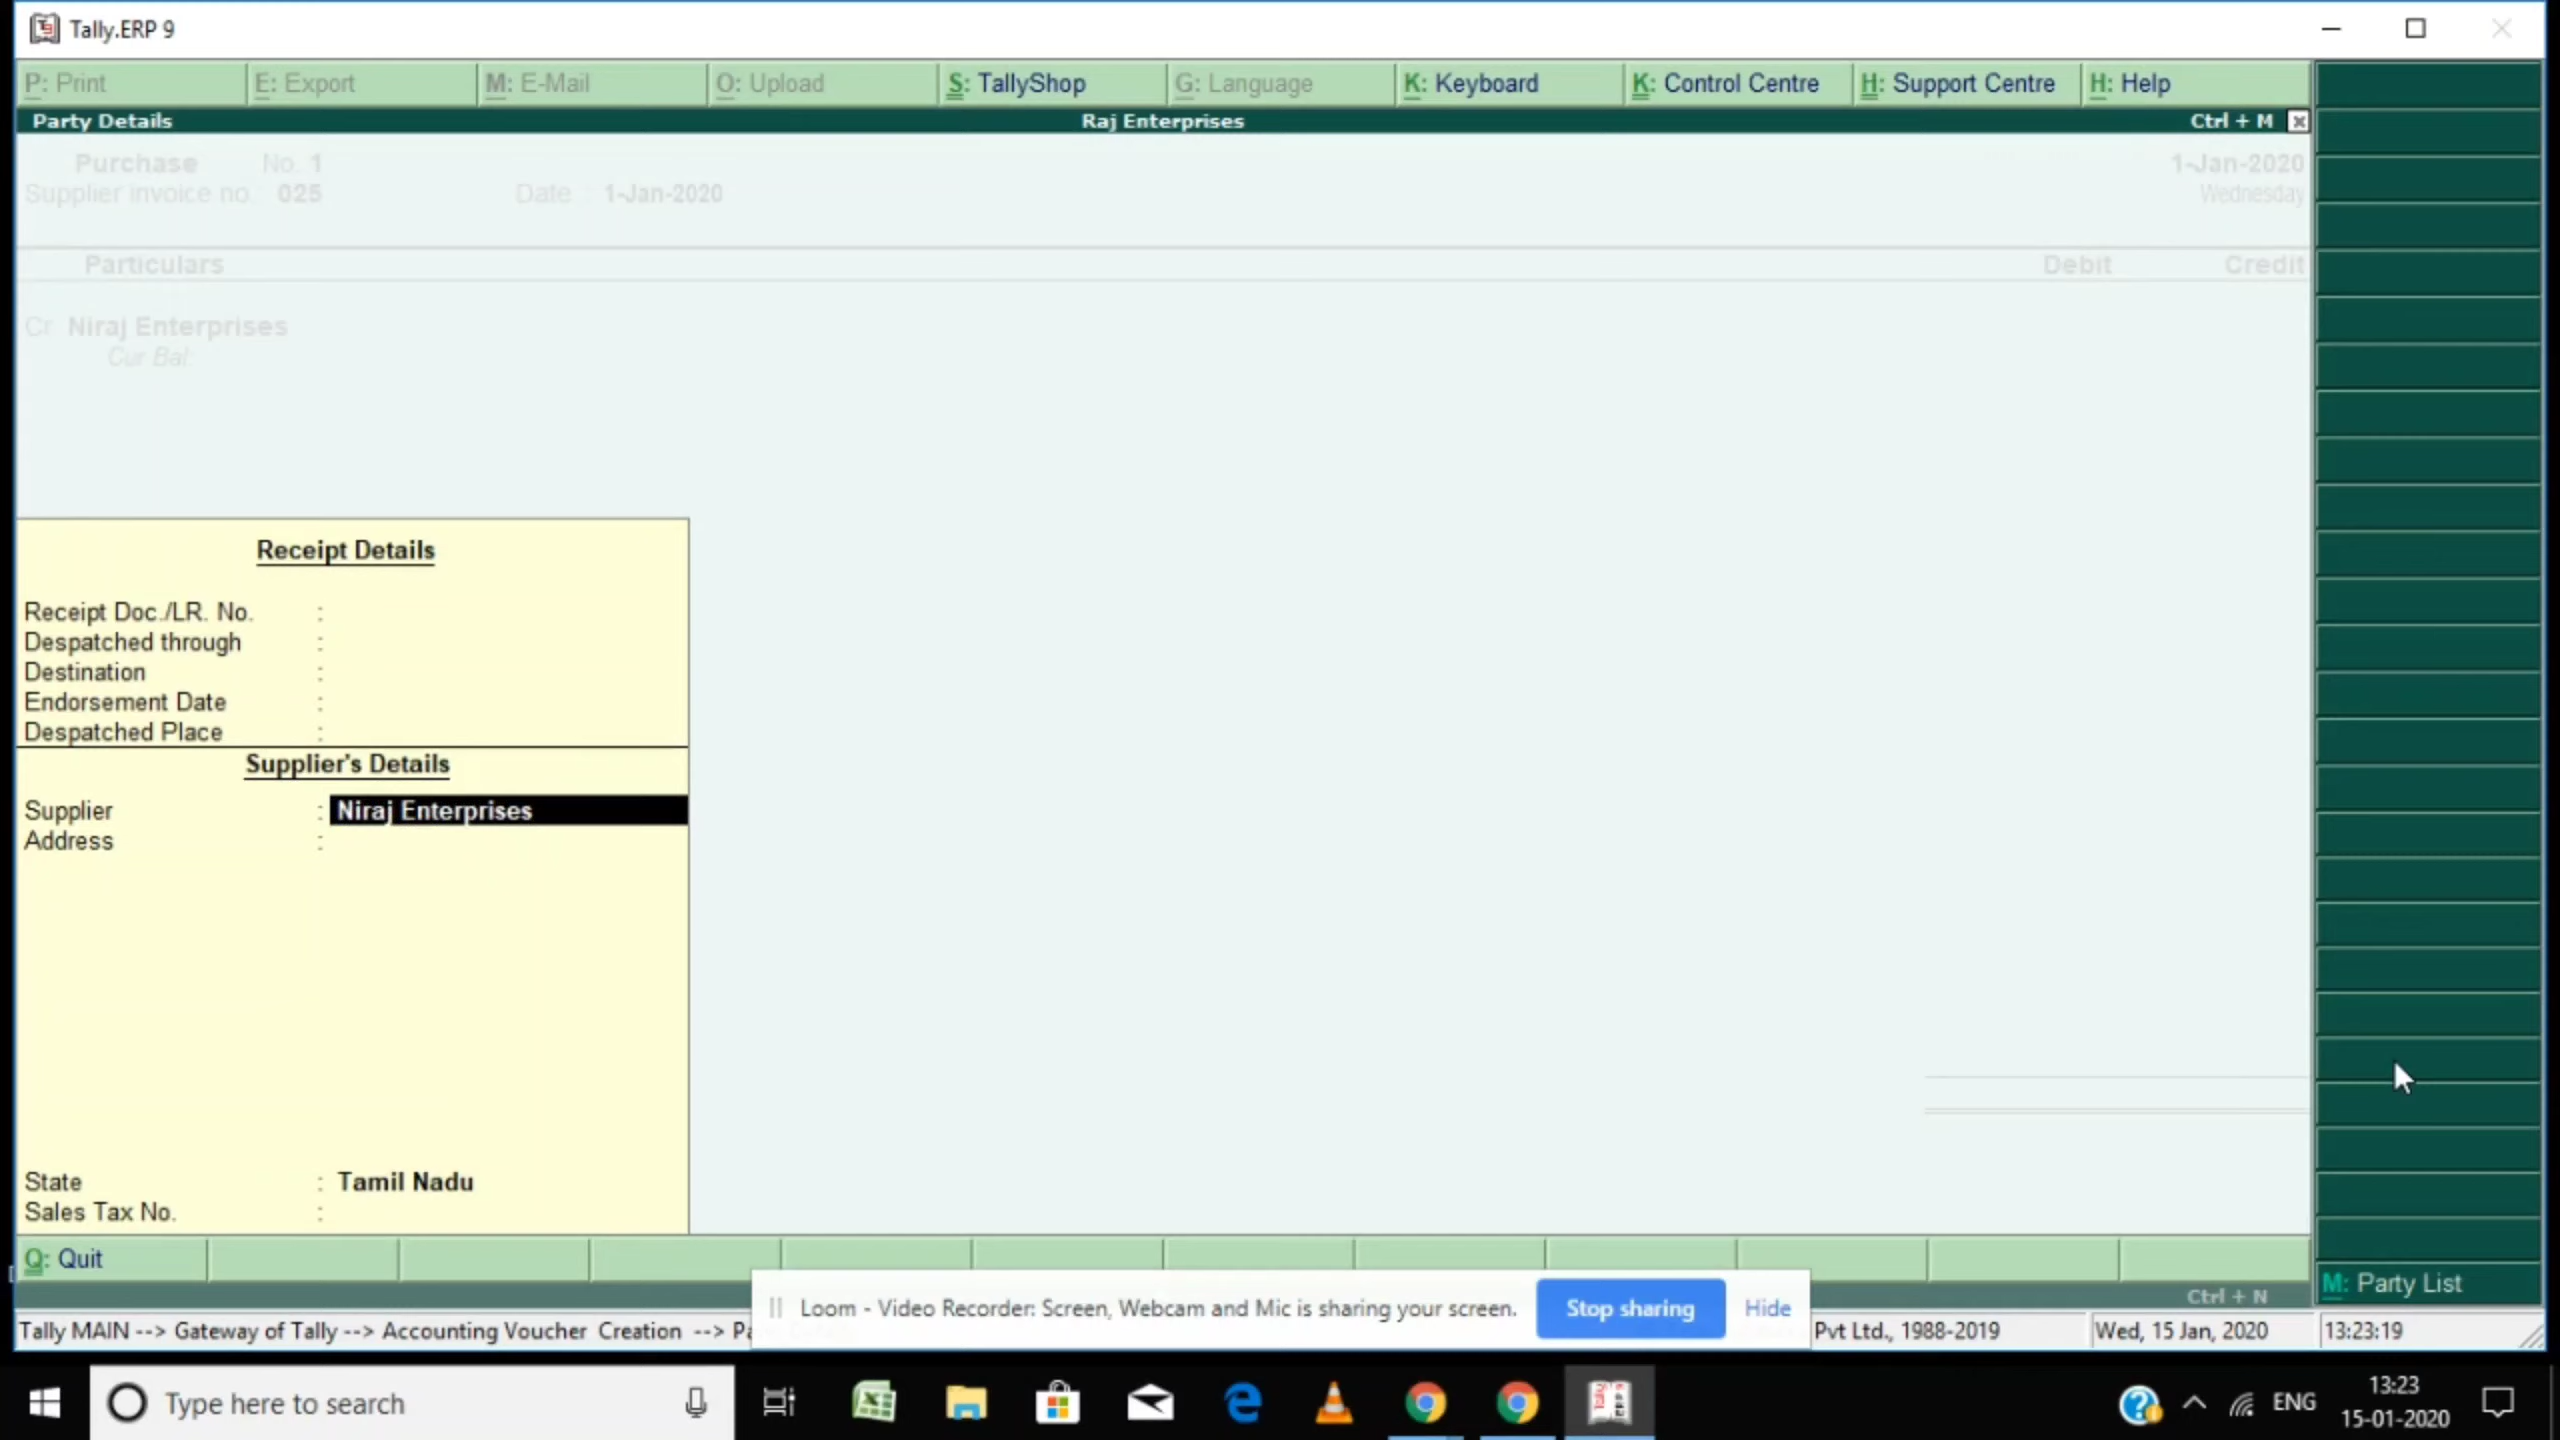 Tally.ERP 9
P: Print E: Export M: E-Mail O: Upload S: TallyShop G: Language K: Keyboard K: Control Centre H: Support Centre H: Help
Party Details Raj Enterprises Ctrl + M
Purchase No. 1 1-Jan-2020
Supplier invoice no. 025 Date : 1-Jan-2020 Wednesday
Particulars Debit Credit
Cr Niraj Enterprises
Cur Bal:
Receipt Details
Receipt Doc./LR. No. :
Despatched through :
Destination :
Endorsement Date :
Despatched Place :
Supplier's Details
Supplier : Niraj Enterprises
Address :
State : Tamil Nadu
Sales Tax No. :
Q: Quit
M: Party List
Ctrl + N
Loom - Video Recorder: Screen, Webcam and Mic is sharing your screen. Stop sharing Hide
Tally MAIN --> Gateway of Tally --> Accounting Voucher Creation --> Pa
Pvt Ltd., 1988-2019 Wed, 15 Jan, 2020 13:23:19
Type here to search
ENG 13:23
15-01-2020